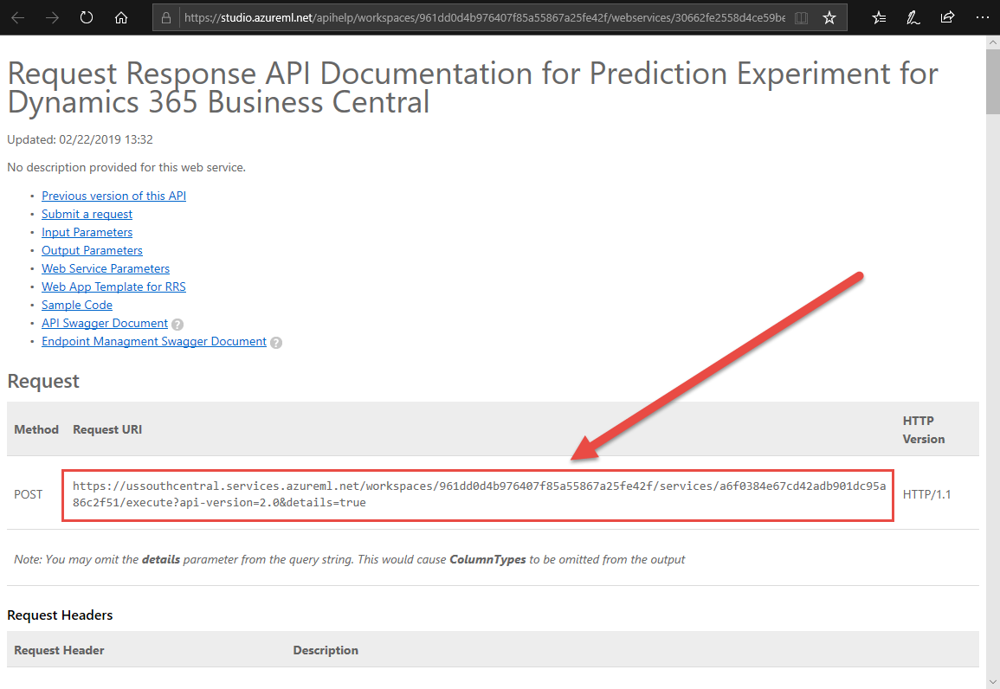 https://studio.azureml.net/apihelp/workspaces/961dd0d4b976407f85a55867a25fe42f/webservices/30662fe2558d4ce59be
Request Response API Documentation for Prediction Experiment for
Dynamics 365 Business Central
Updated: 02/22/2019 13:32
No description provided for this web service.
• Previous version of this API
• Submit a request
• Input Parameters
• Output Parameters
• Web Service Parameters
• Web App Template for RRS
• Sample Code
• API Swagger Document ?
• Endpoint Managment Swagger Document ?
Request
Method Request URI HTTP
Version
POST https://ussouthcentral.services.azureml.net/workspaces/961dd0d4b976407f85a55867a25fe42f/services/a6f0384e67cd42adb901dc95a
86c2f51/execute?api-version=2.0&details=true HTTP/1.1
Note: You may omit the details parameter from the query string. This would cause ColumnTypes to be omitted from the output
Request Headers
Request Header Description